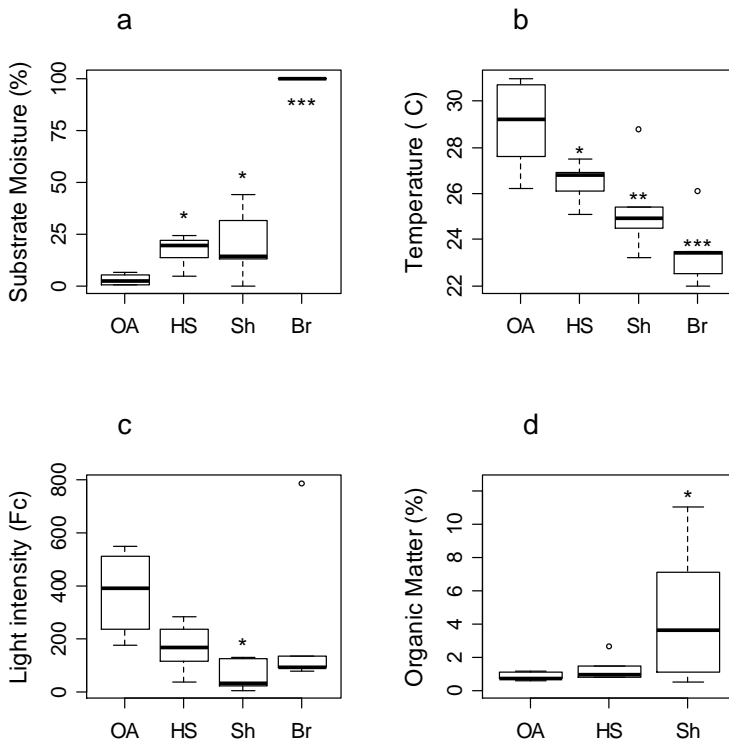 a
Substrate Moisture (%)
100
75
25
0
*
*
***
OA HS Sh Br
b
Temperature ( C)
30
28
26
24
22
*
**
***
OA HS Sh Br
c
Light intensity (Fc)
800
600
400
200
0
*
OA HS Sh Br
d
Organic Matter (%)
10
8
6
4
2
0
*
OA HS Sh